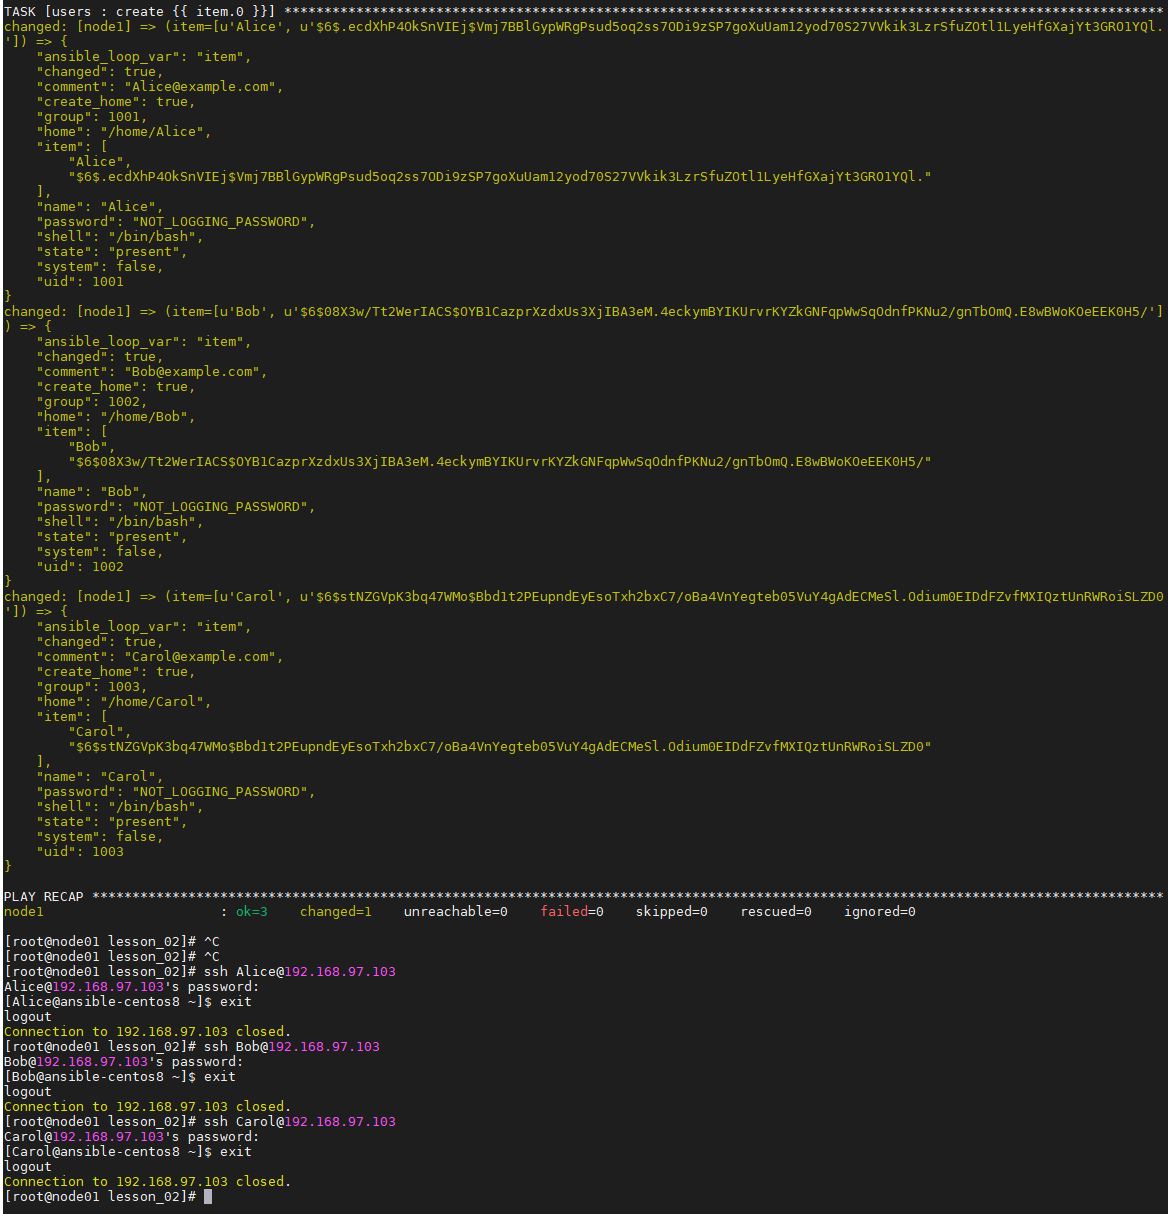 TASK [users : create {{ item.0 }}] **************************************************************************************************************
changed: [node1] => (item=[u'Alice', u'$6$.ecdXhP4OkSnVIEj$Vmj7BBlGypWRgPsud5oq2ss7ODi9zSP7goXuUam12yod70S27VVkik3LzrSfuZOtl1LyeHfGXajYt3GRO1YQl.
']) => {
    "ansible_loop_var": "item",
    "changed": true,
    "comment": "Alice@example.com",
    "create_home": true,
    "group": 1001,
    "home": "/home/Alice",
    "item": [
        "Alice",
        "$6$.ecdXhP4OkSnVIEj$Vmj7BBlGypWRgPsud5oq2ss7ODi9zSP7goXuUam12yod70S27VVkik3LzrSfuZOtl1LyeHfGXajYt3GRO1YQl."
    ],
    "name": "Alice",
    "password": "NOT_LOGGING_PASSWORD",
    "shell": "/bin/bash",
    "state": "present",
    "system": false,
    "uid": 1001
}
changed: [node1] => (item=[u'Bob', u'$6$08X3w/Tt2WerIACS$OYB1CazprXzdxUs3XjIBA3eM.4eckymBYIKUrvrKYZkGNFqpWwSqOdnfPKNu2/gnTbOmQ.E8wBWoKOeEEK0H5/']
) => {
    "ansible_loop_var": "item",
    "changed": true,
    "comment": "Bob@example.com",
    "create_home": true,
    "group": 1002,
    "home": "/home/Bob",
    "item": [
        "Bob",
        "$6$08X3w/Tt2WerIACS$OYB1CazprXzdxUs3XjIBA3eM.4eckymBYIKUrvrKYZkGNFqpWwSqOdnfPKNu2/gnTbOmQ.E8wBWoKOeEEK0H5/"
    ],
    "name": "Bob",
    "password": "NOT_LOGGING_PASSWORD",
    "shell": "/bin/bash",
    "state": "present",
    "system": false,
    "uid": 1002
}
changed: [node1] => (item=[u'Carol', u'$6$stNZGVpK3bq47WMo$Bbd1t2PEupndEyEsoTxh2bxC7/oBa4VnYegteb05VuY4gAdECMeSl.Odium0EIDdFZvfMXIQztUnRWRoiSLZD0
']) => {
    "ansible_loop_var": "item",
    "changed": true,
    "comment": "Carol@example.com",
    "create_home": true,
    "group": 1003,
    "home": "/home/Carol",
    "item": [
        "Carol",
        "$6$stNZGVpK3bq47WMo$Bbd1t2PEupndEyEsoTxh2bxC7/oBa4VnYegteb05VuY4gAdECMeSl.Odium0EIDdFZvfMXIQztUnRWRoiSLZD0"
    ],
    "name": "Carol",
    "password": "NOT_LOGGING_PASSWORD",
    "shell": "/bin/bash",
    "state": "present",
    "system": false,
    "uid": 1003
}
PLAY RECAP **************************************************************************************************************************************
node1                      : ok=3    changed=1    unreachable=0    failed=0    skipped=0    rescued=0    ignored=0
[root@node01 lesson_02]# ^C
[root@node01 lesson_02]# ^C
[root@node01 lesson_02]# ssh Alice@192.168.97.103
Alice@192.168.97.103's password:
[Alice@ansible-centos8 ~]$ exit
logout
Connection to 192.168.97.103 closed.
[root@node01 lesson_02]# ssh Bob@192.168.97.103
Bob@192.168.97.103's password:
[Bob@ansible-centos8 ~]$ exit
logout
Connection to 192.168.97.103 closed.
[root@node01 lesson_02]# ssh Carol@192.168.97.103
Carol@192.168.97.103's password:
[Carol@ansible-centos8 ~]$ exit
logout
Connection to 192.168.97.103 closed.
[root@node01 lesson_02]#